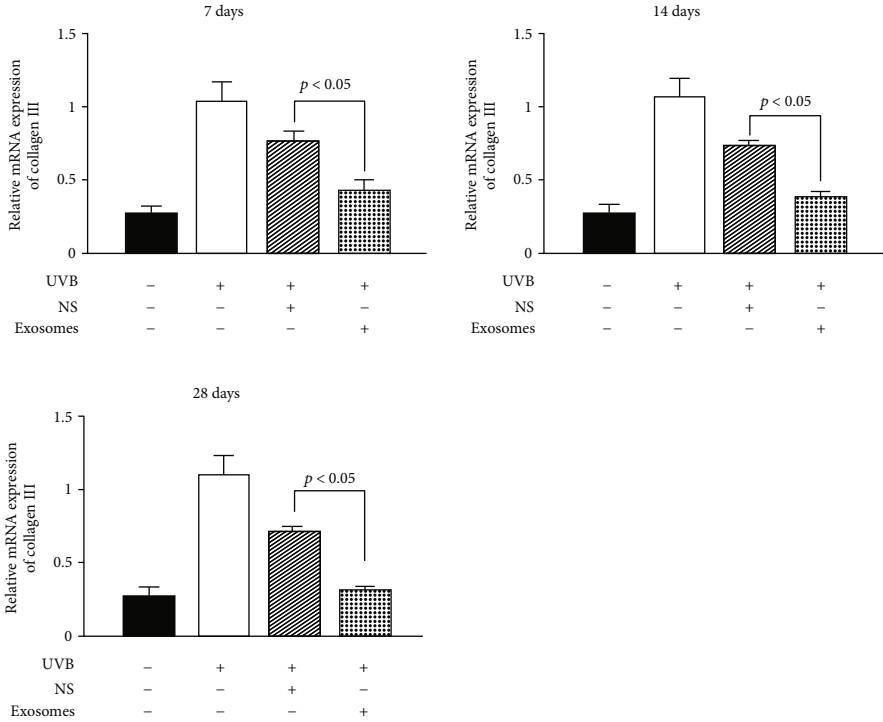 7 days
Relative mRNA expression
of collagen III
1.5
1
0.5
0
p < 0.05
UVB − + + +
NS − − + −
Exosomes − − − +
14 days
Relative mRNA expression
of collagen III
1.5
1
0.5
0
p < 0.05
UVB − + + +
NS − − + −
Exosomes − − − +
28 days
Relative mRNA expression
of collagen III
1.5
1
0.5
0
p < 0.05
UVB − + + +
NS − − + −
Exosomes − − − +